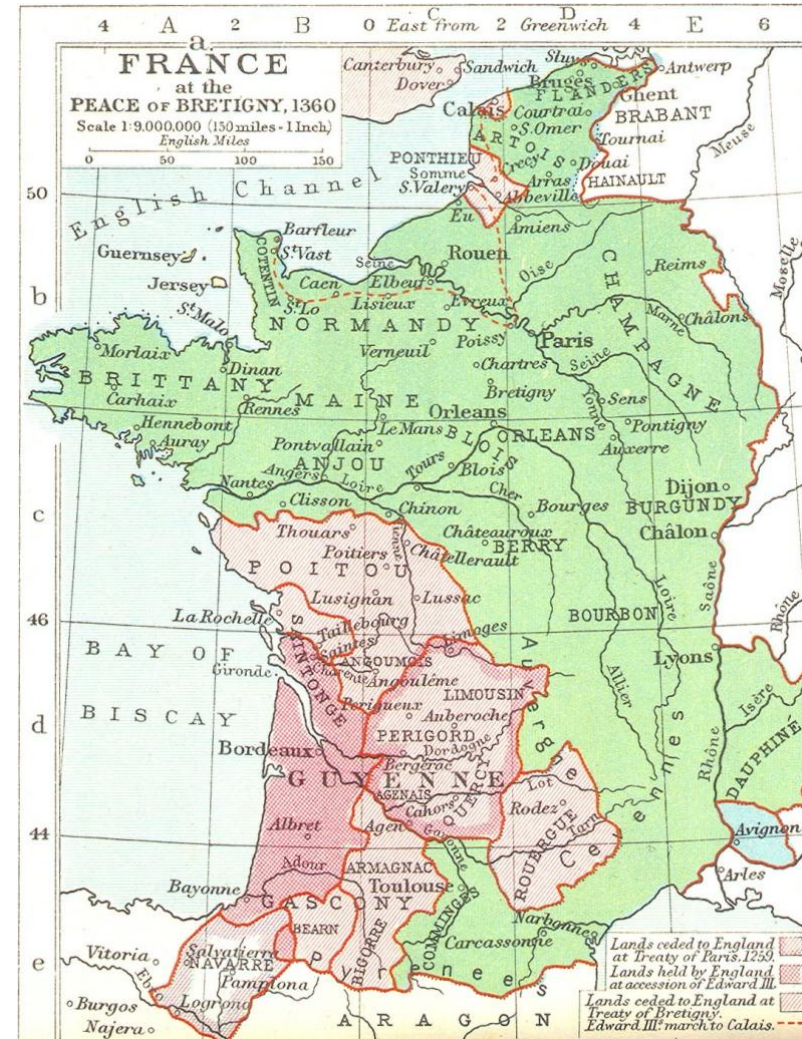 4 A 2 B 0 C East from 2 Greenwich D 4 E 6
a.
FRANCE
at the
PEACE OF BRETIGNY, 1360
Scale 1:9.000.000 (150 miles - 1 Inch)
English Miles
0 50 100 150
Canterbury
Sandwich
Dover
Sluys
Antwerp
Bruges
FLANDERS
Ghent
Calais
Courtrai
BRABANT
S. Omer
ARTOIS
Tournai
Meuse
PONTHIEU
Crecy
Douai
Somme
Arras
HAINAULT
S. Valery
Abbeville
50
English Channel
Eu
Amiens
Barfleur
St Vast
Guernsey
COTENTIN
Rouen
Seine
Oise
Reims
Moselle
CHAMPAGNE
b
Jersey
Caen
Elbeuf
St Lo
Lisieux
Evreux
Marne
Châlons
St Malo
NORMANDY
Poissy
Paris
Morlaix
Verneuil
Chartres
Seine
Dinan
BRITTANY
Bretigny
Carhaix
Rennes
MAINE
Sens
Yonne
Hennebont
Orleans
Le Mans
BLOIS
ORLEANS
Pontigny
Auray
Pontvallain
Auxerre
ANJOU
Blois
Angers
Loire
Tours
Nantes
Cher
Dijon
c
Clisson
Chinon
Bourges
BURGUNDY
Thouars
Vienne
Châteauroux
Châlon
Poitiers
Châtellerault
BERRY
POITOU
Loire
Saône
Lusignan
Lussac
46
La Rochelle
Taillebourg
BOURBON
Rhône
SAINTONGE
Saintes
Limoges
BAY OF
BISCAY
ANGOUMOIS
Auvergne
Lyons
Gironde
Charente
Angoulême
Allier
LIMOUSIN
Isère
d
Perigueux
Auberoche
PERIGORD
Rhône
DAUPHINÉ
Bordeaux
Dordogne
Bergerac
GUYENNE
Cevennes
AGENAIS
Lot
Cahors
QUERCY
Rodez
44
Albret
Agen
Garonne
Tarn
Avignon
ROUERGUE
Adour
ARMAGNAC
Bayonne
Toulouse
Arles
GASCONY
BEARN
BIGORRE
COMMINGES
Narbonne
Carcassonne
e
Vitoria
Salvatierra
NAVARRE
Pyrenees
Pamplona
Ebro
Burgos
Logrono
Najera
ARAGON
Lands ceded to England
at Treaty of Paris. 1259.
Lands held by England
at accession of Edward III.
Lands ceded to England at
Treaty of Bretigny.
Edward IIIs. march to Calais.